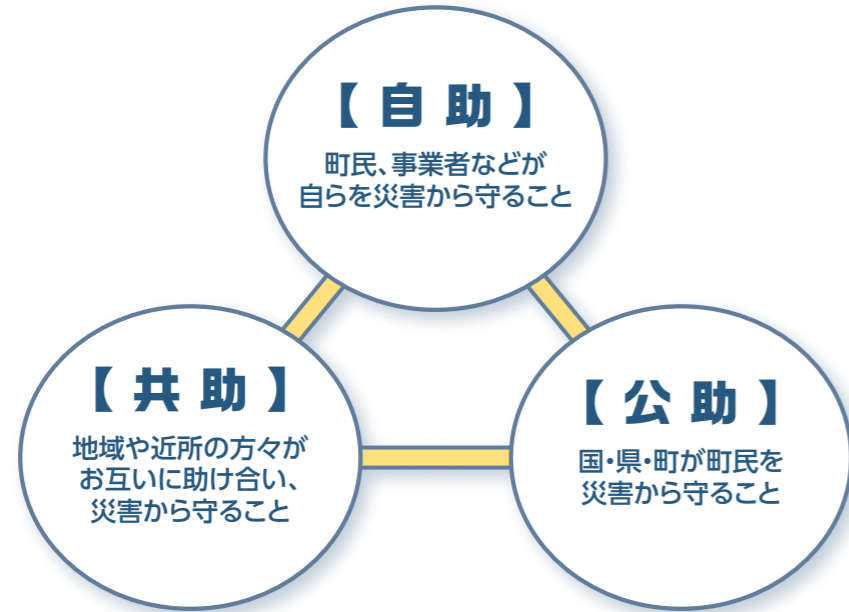 【自助】
町民、事業者などが
自らを災害から守ること
【共助】
地域や近所の方々が
お互いに助け合い、
災害から守ること
【公助】
国・県・町が町民を
災害から守ること